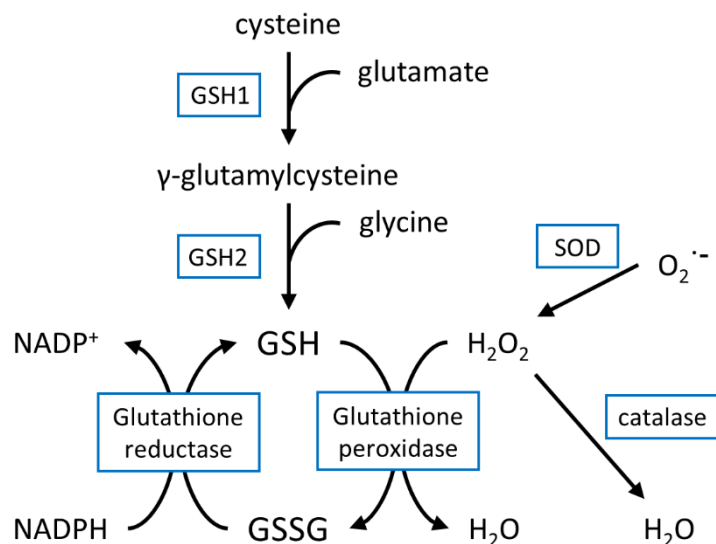 cysteine
GSH1
glutamate
γ-glutamylcysteine
GSH2
glycine
SOD
O₂˙⁻
NADP⁺
GSH
H₂O₂
Glutathione
reductase
Glutathione
peroxidase
catalase
NADPH
GSSG
H₂O
H₂O